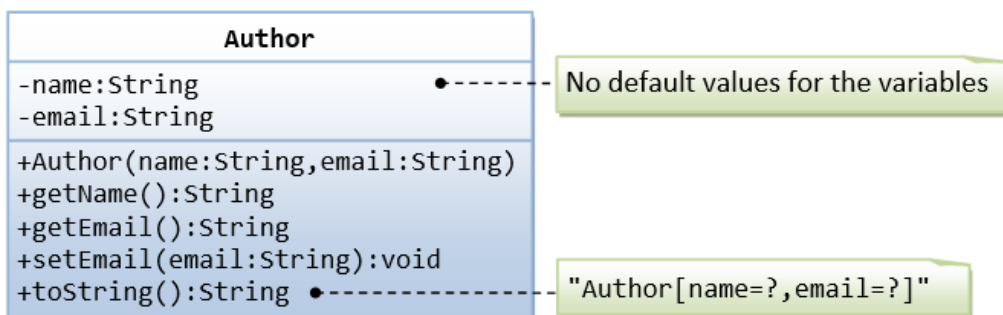 Author
-name:String
-email:String
No default values for the variables
+Author(name:String,email:String)
+getName():String
+getEmail():String
+setEmail(email:String):void
+toString():String
"Author[name=?,email=?]"